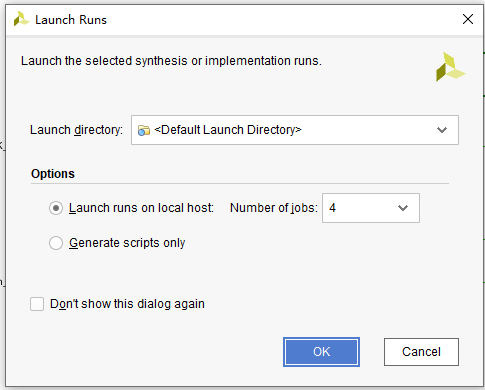 Launch Runs
Launch the selected synthesis or implementation runs.
Launch directory: <Default Launch Directory>
Options
Launch runs on local host: Number of jobs: 4
Generate scripts only
Don't show this dialog again
OK Cancel